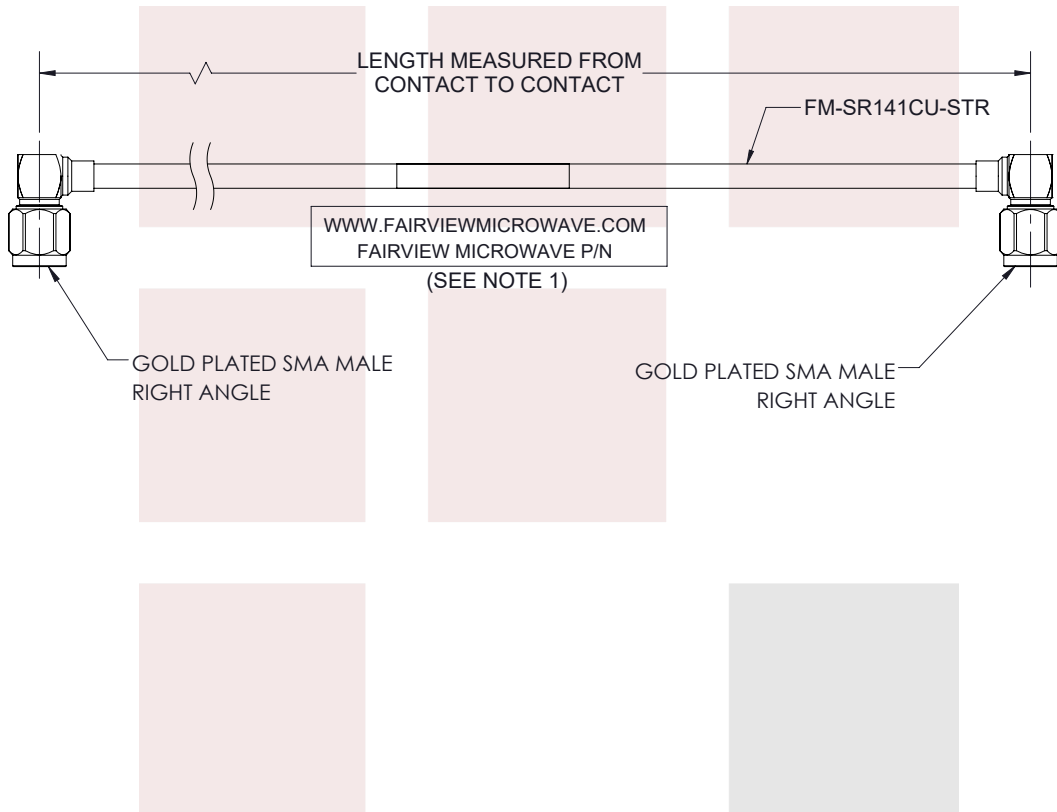 LENGTH MEASURED FROM
CONTACT TO CONTACT
FM-SR141CU-STR
WWW.FAIRVIEWMICROWAVE.COM
FAIRVIEW MICROWAVE P/N
(SEE NOTE 1)
GOLD PLATED SMA MALE
RIGHT ANGLE
GOLD PLATED SMA MALE
RIGHT ANGLE